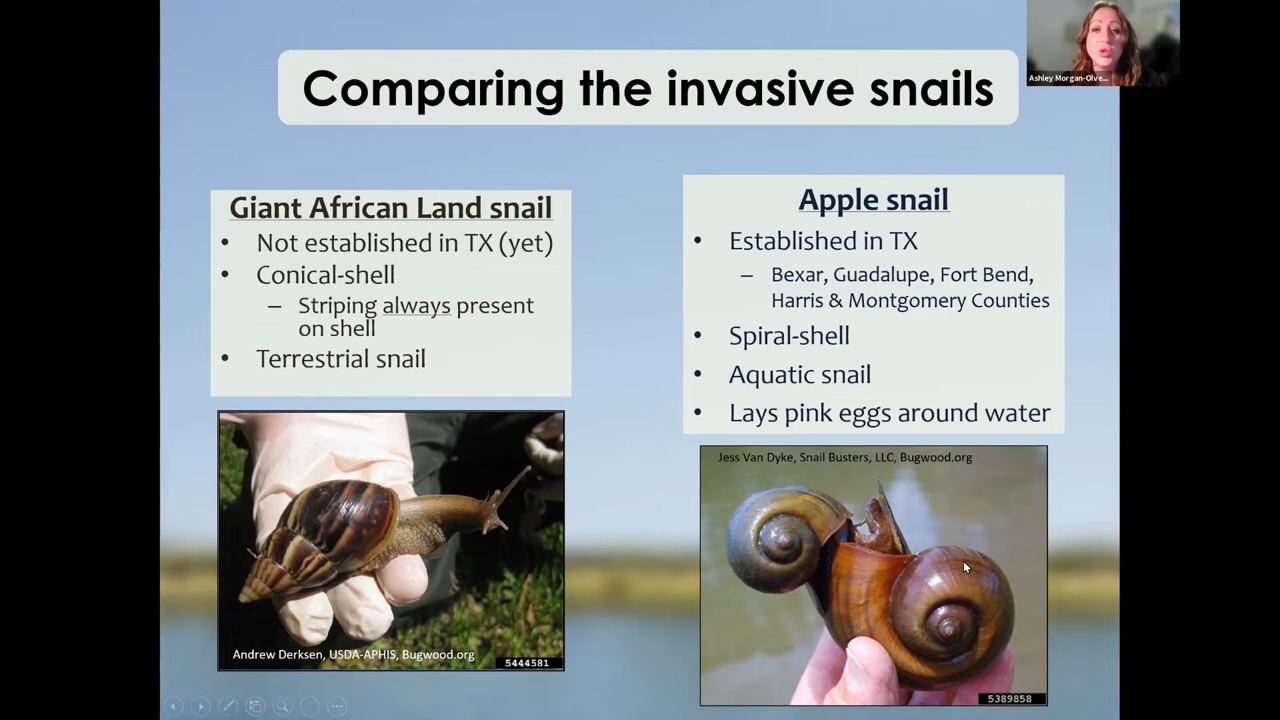 Comparing the invasive snails
Ashley Morgan-Olve...
Giant African Land snail
• Not established in TX (yet)
• Conical-shell
– Striping always present
on shell
• Terrestrial snail
Andrew Derksen, USDA-APHIS, Bugwood.org
5444581
Apple snail
• Established in TX
– Bexar, Guadalupe, Fort Bend,
Harris & Montgomery Counties
• Spiral-shell
• Aquatic snail
• Lays pink eggs around water
Jess Van Dyke, Snail Busters, LLC, Bugwood.org
5389858